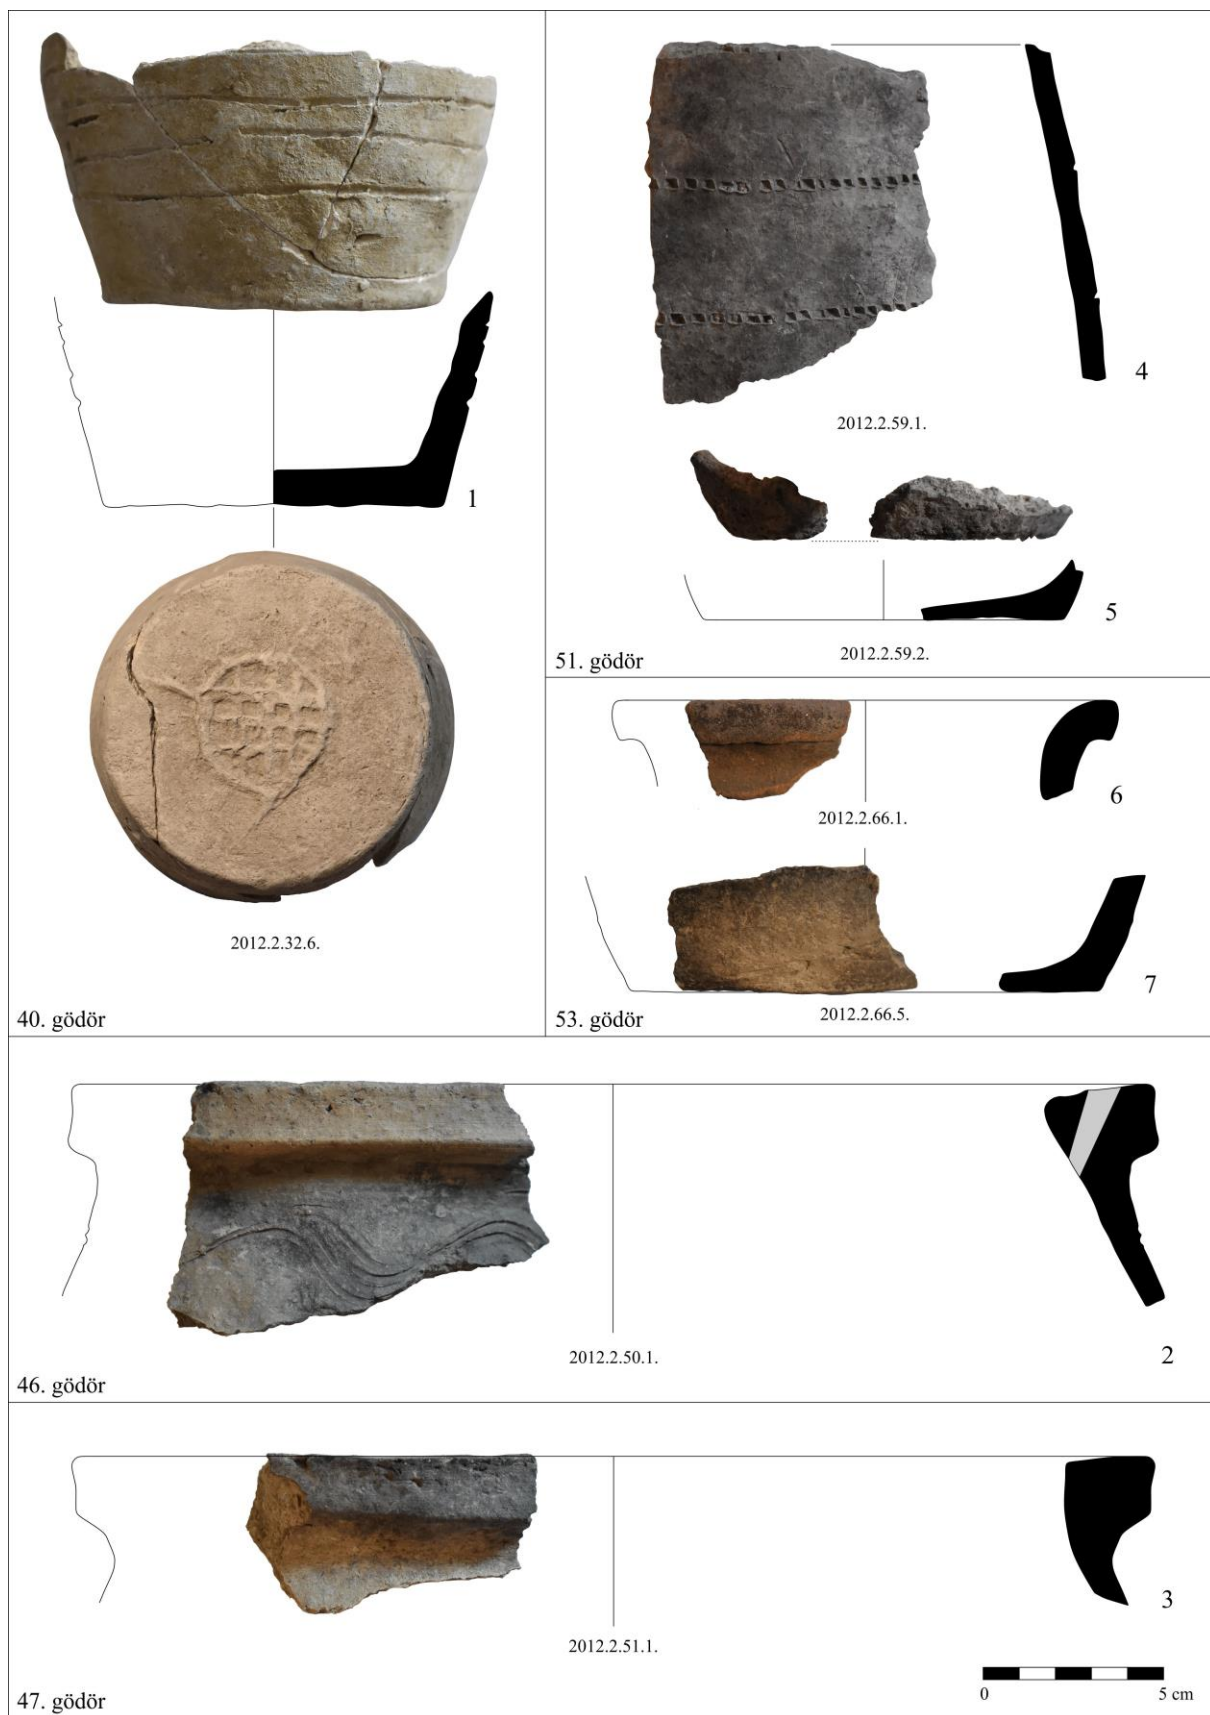 1
2012.2.32.6.
40. gödör
4
2012.2.59.1.
5
2012.2.59.2.
51. gödör
6
2012.2.66.1.
7
2012.2.66.5.
53. gödör
2012.2.50.1.
2
46. gödör
3
2012.2.51.1.
0 5 cm
47. gödör